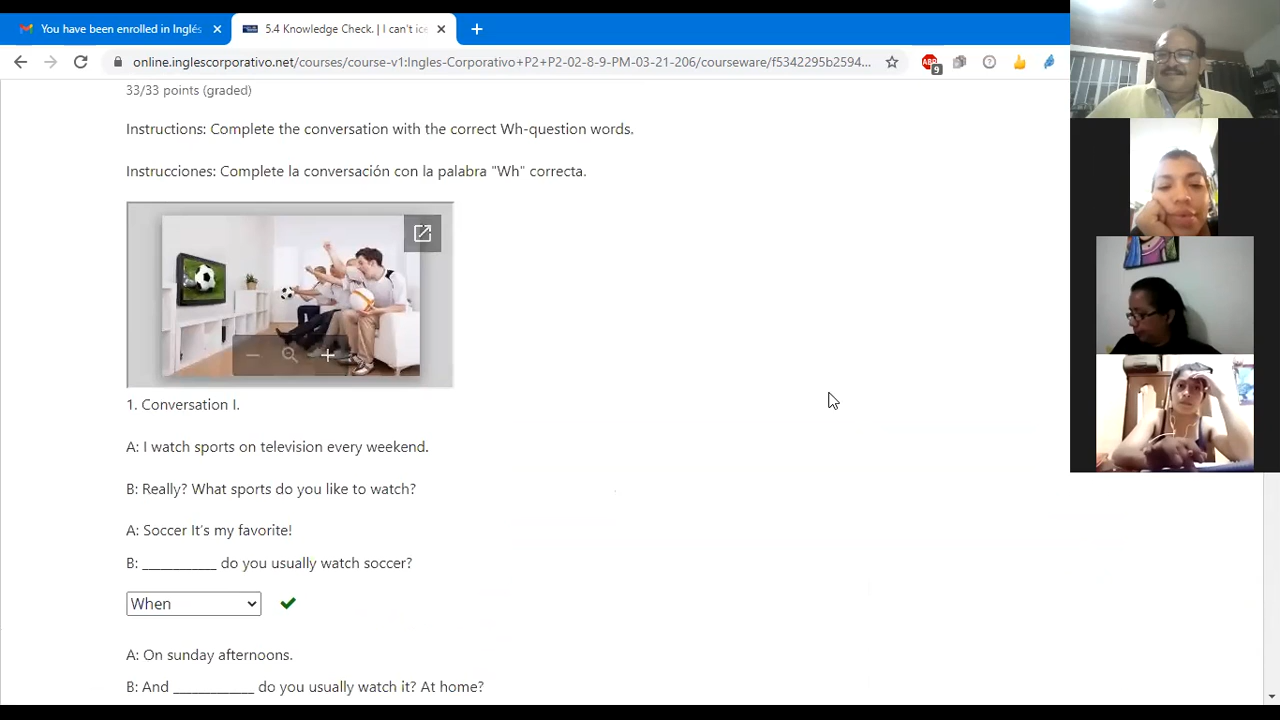 You have been enrolled in Inglés
5.4 Knowledge Check. | I can't ice
online.inglescorporativo.net/courses/course-v1:Ingles-Corporativo+P2+P2-02-8-9-PM-03-21-206/courseware/f5342295b2594...
ABP
9
33/33 points (graded)
Instructions: Complete the conversation with the correct Wh-question words.
Instrucciones: Complete la conversación con la palabra "Wh" correcta.
1. Conversation I.
A: I watch sports on television every weekend.
B: Really? What sports do you like to watch?
A: Soccer It's my favorite!
B: ___________ do you usually watch soccer?
When
A: On sunday afternoons.
B: And ____________ do you usually watch it? At home?